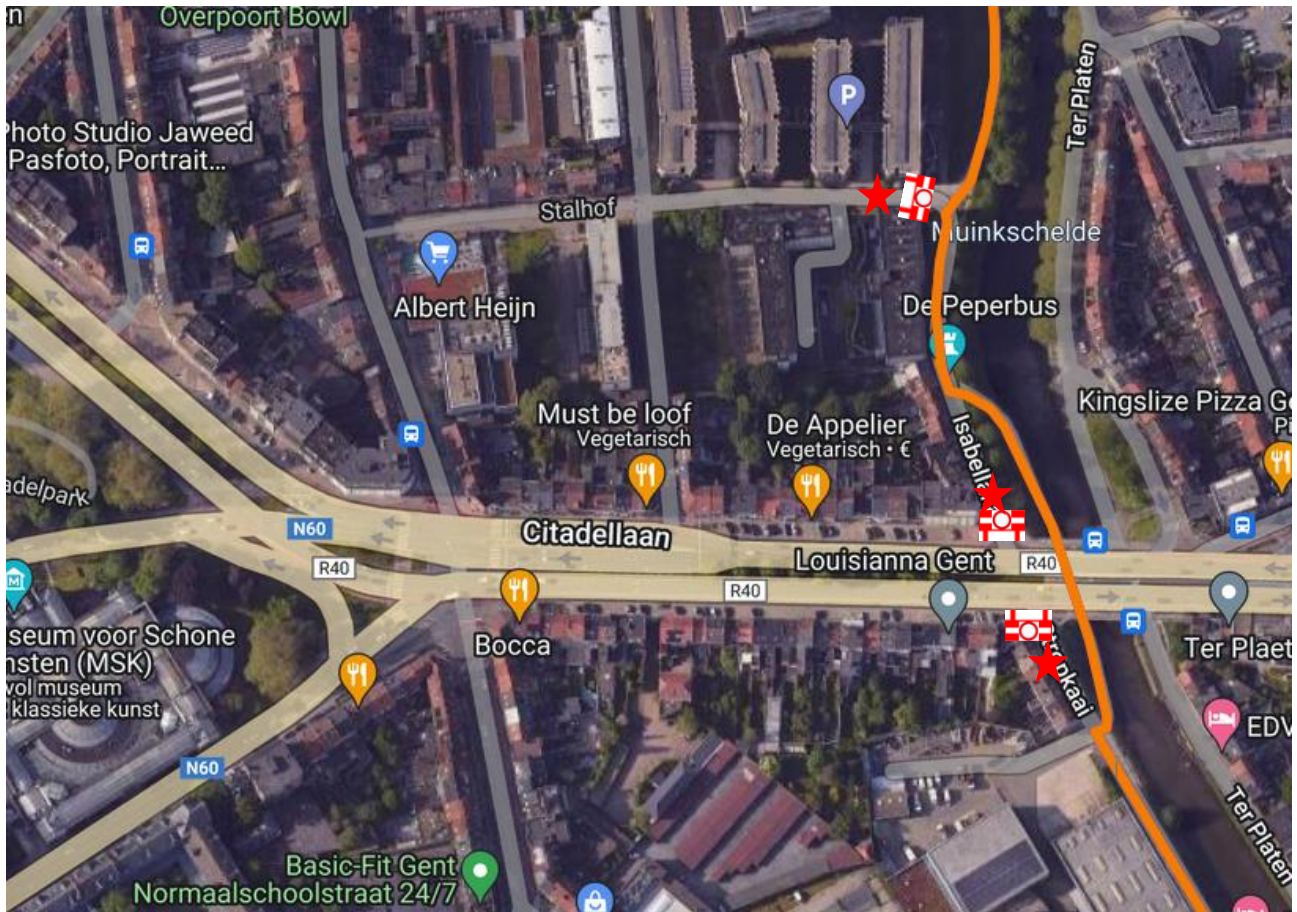 Overpoort Bowl
Ter Platen
P
Photo Studio Jaweed
Pasfoto, Portrait...
Stalhof
Muinkschelde
Albert Heijn
De Peperbus
Kingslize Pizza
Must be loof
Vegetarisch
De Appelier
Vegetarisch • €
N60
Citadellaan
R40
Louisianna Gent
R40
R40
Bocca
Ter Plaet
seum voor Schone
nsten (MSK)
vol museum
klassieke kunst
EDV
N60
Ter Platen
Basic-Fit Gent
Normaalschoolstraat 24/7